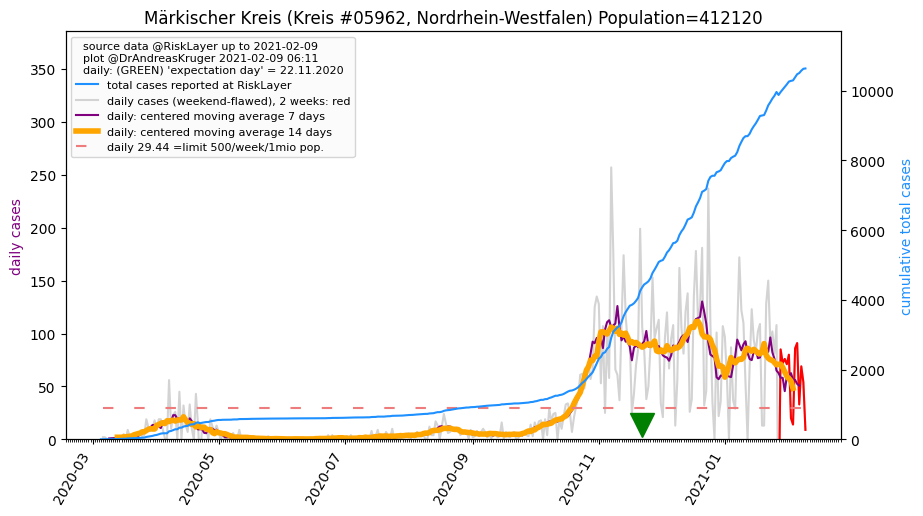 Märkischer Kreis (Kreis #05962, Nordrhein-Westfalen) Population=412120
source data @RiskLayer up to 2021-02-09
plot @DrAndreasKruger 2021-02-09 06:11
daily: (GREEN) 'expectation day' = 22.11.2020
total cases reported at RiskLayer
daily cases (weekend-flawed), 2 weeks: red
daily: centered moving average 7 days
daily: centered moving average 14 days
daily 29.44 =limit 500/week/1mio pop.
daily cases
350
300
250
200
150
100
50
0
cumulative total cases
10000
8000
6000
4000
2000
0
2020-03
2020-05
2020-07
2020-09
2020-11
2021-01